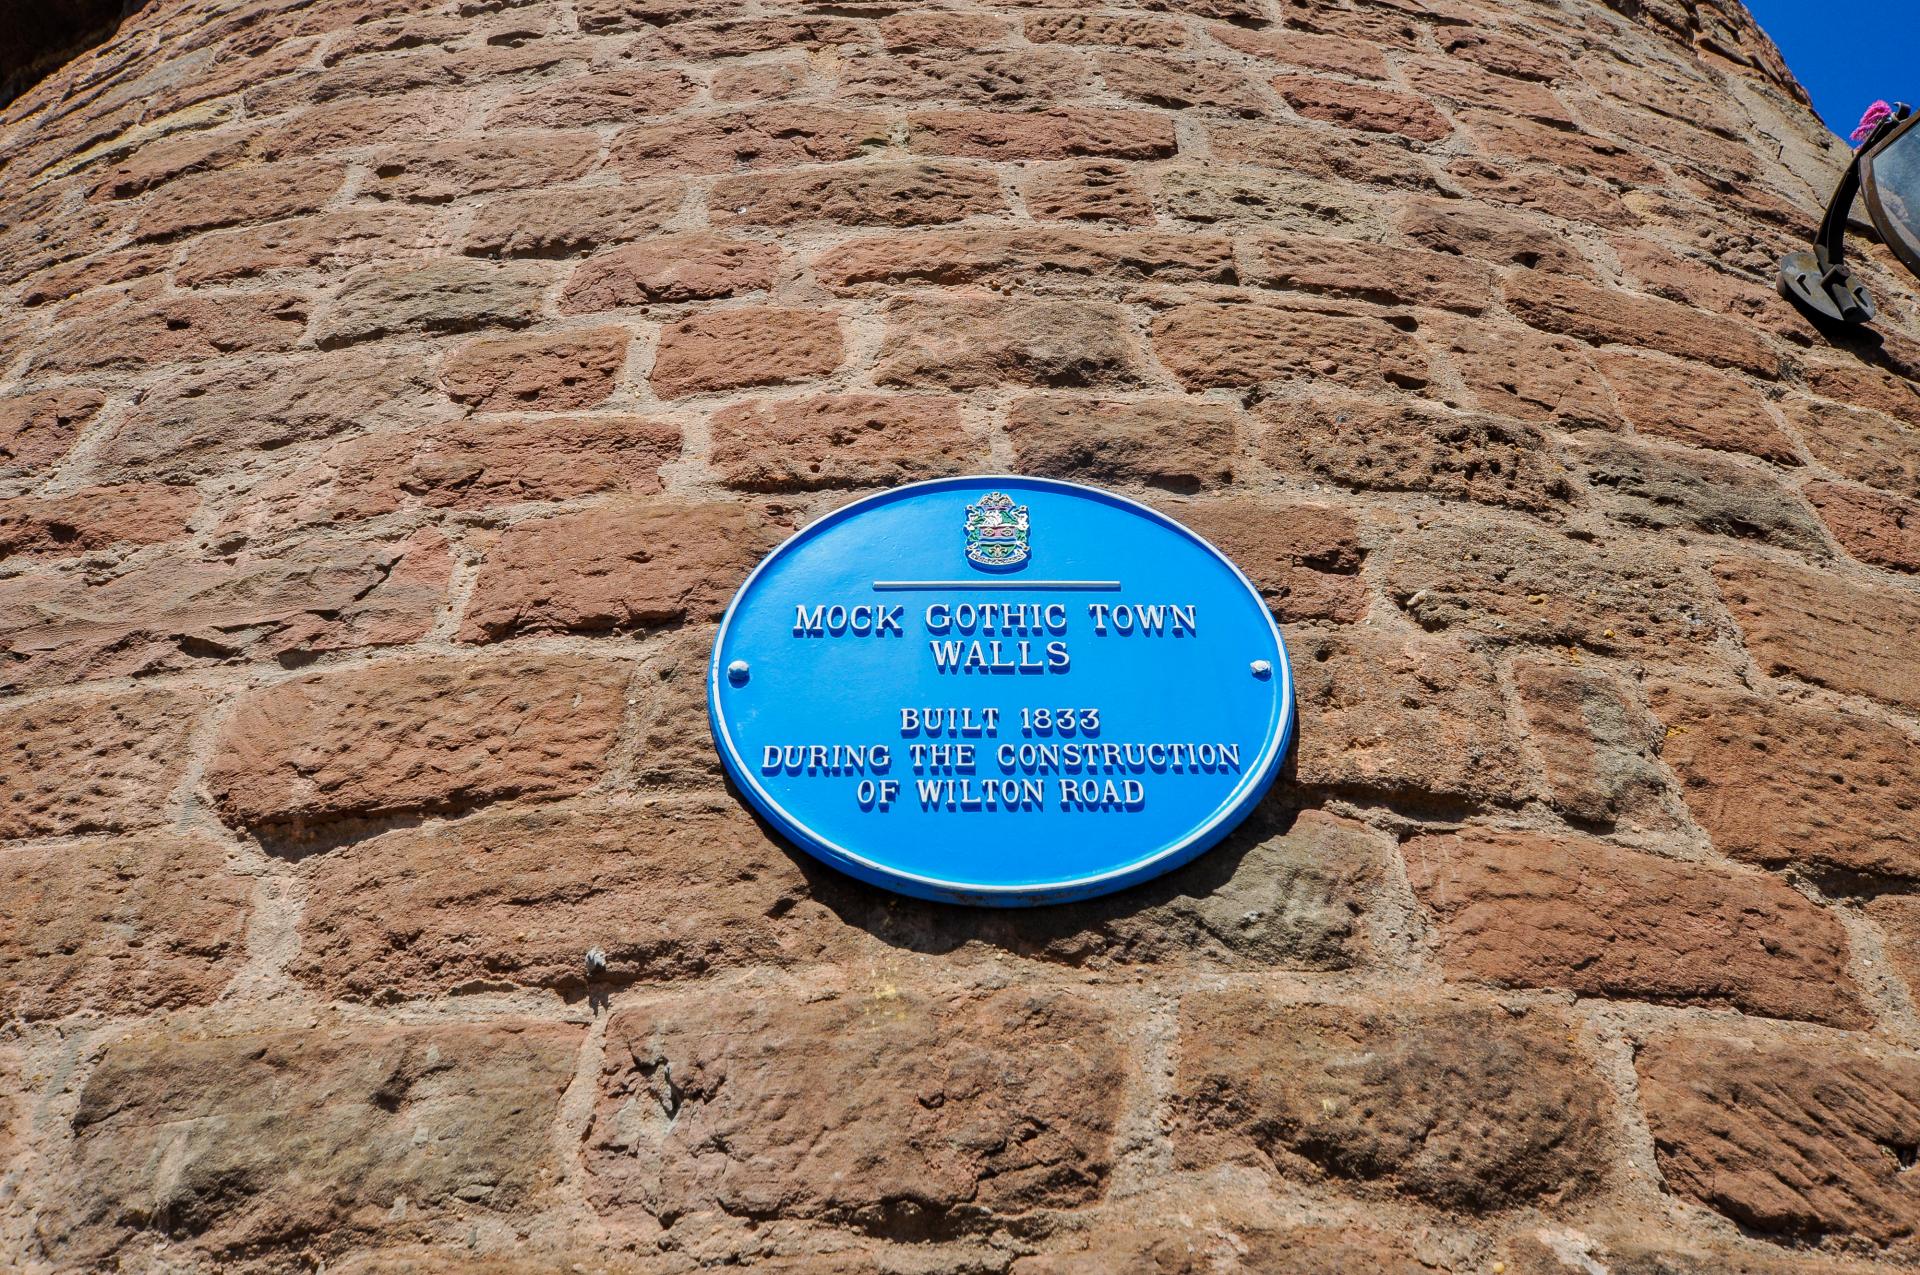 MOCK GOTHIC TOWN
WALLS
BUILT 1833
DURING THE CONSTRUCTION
OF WILTON ROAD